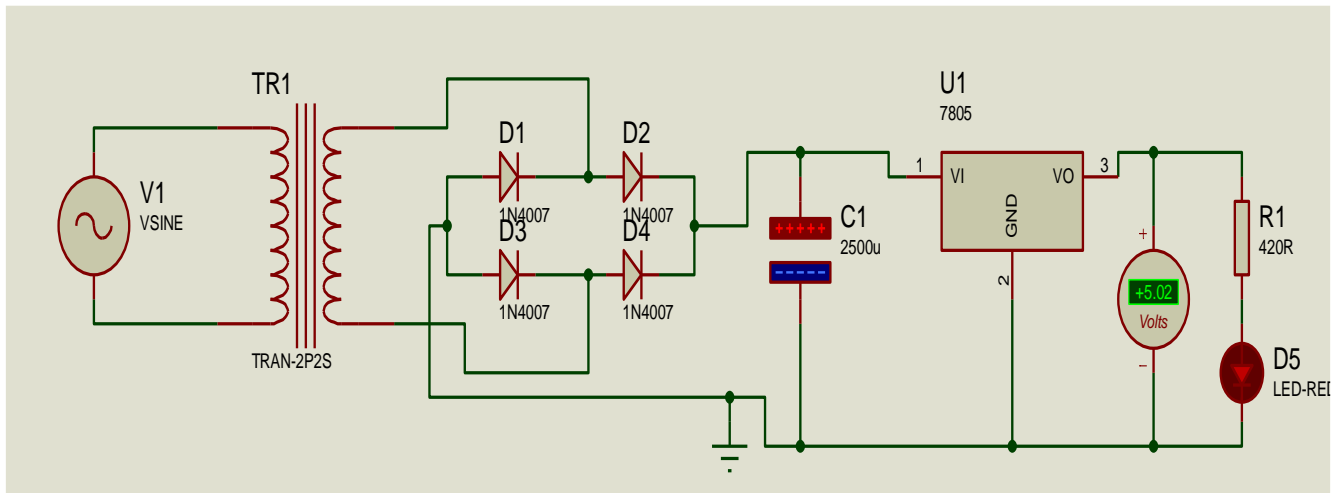 TR1
U1
7805
D1
D2
V1
VSINE
1
VI
VO
3
GND
2
1N4007
1N4007
D3
D4
C1
2500u
R1
420R
+++++
-----
+
+5.02
Volts
-
1N4007
1N4007
TRAN-2P2S
D5
LED-RED